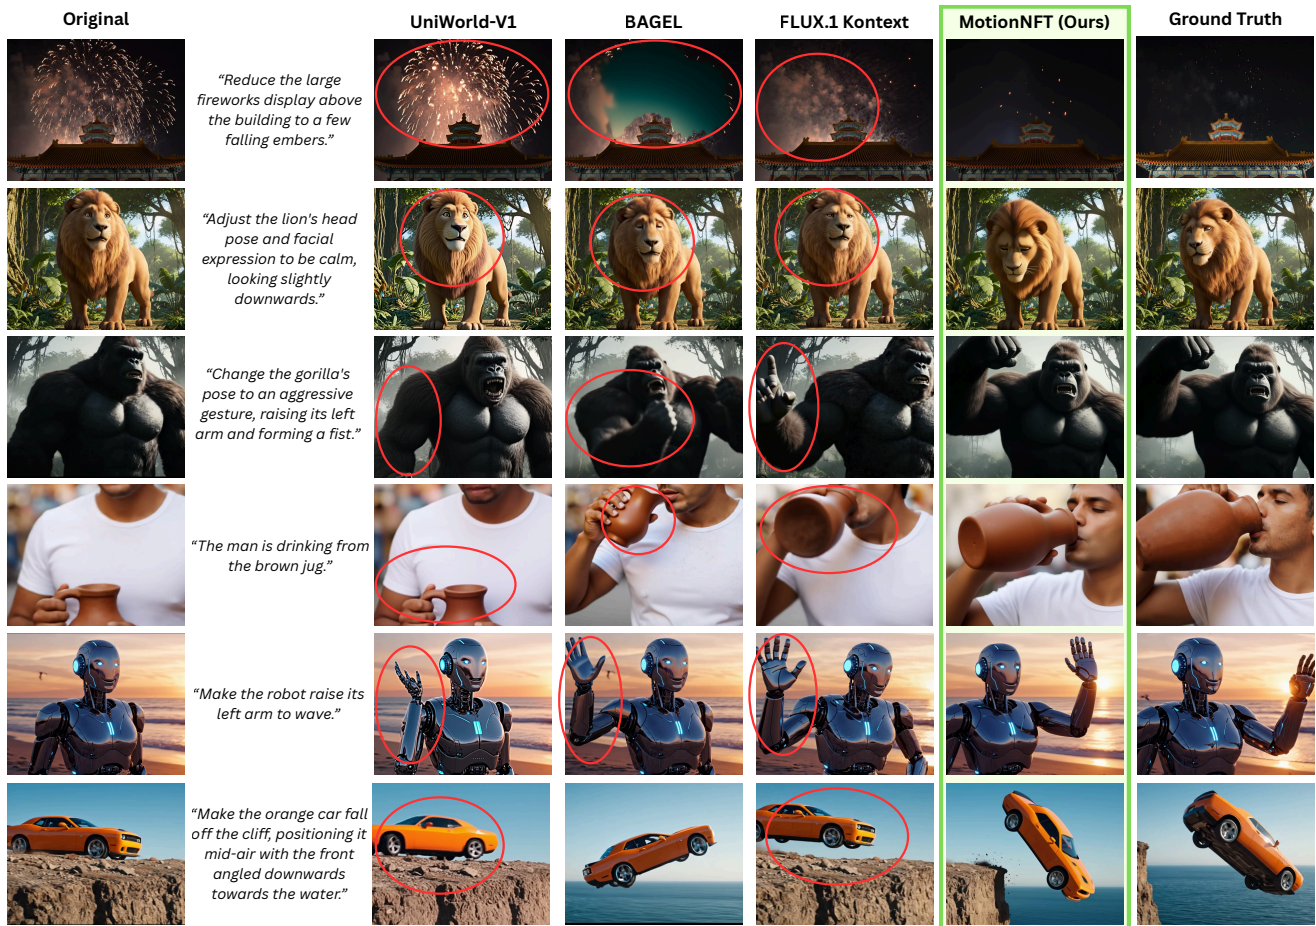 Original
UniWorld-V1
BAGEL
FLUX.1 Kontext
MotionNFT (Ours)
Ground Truth
“Reduce the large
fireworks display above
the building to a few
falling embers.”
“Adjust the lion's head
pose and facial
expression to be calm,
looking slightly
downwards.”
“Change the gorilla's
pose to an aggressive
gesture, raising its left
arm and forming a fist.”
“The man is drinking from
the brown jug.”
“Make the robot raise its
left arm to wave.”
“Make the orange car fall
off the cliff, positioning it
mid-air with the front
angled downwards
towards the water.”